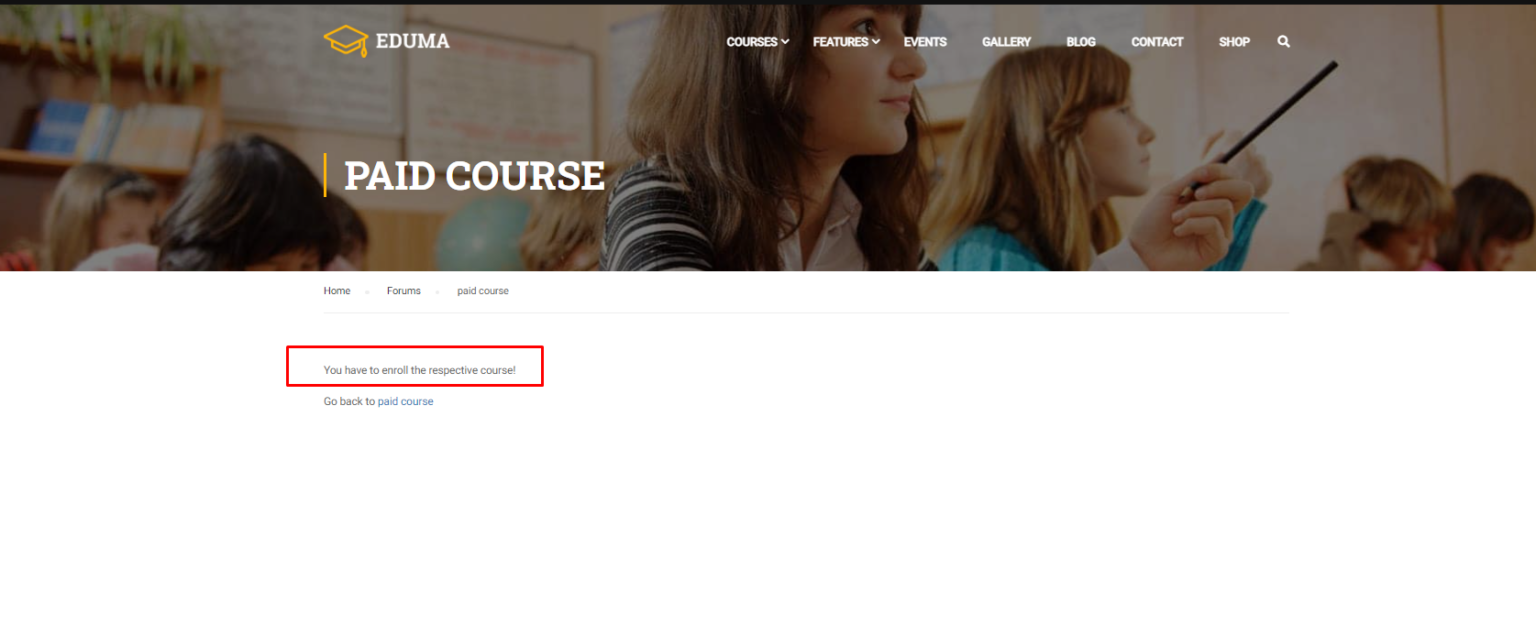 EDUMA
COURSES FEATURES EVENTS GALLERY BLOG CONTACT SHOP
PAID COURSE
Home Forums paid course
You have to enroll the respective course!
Go back to paid course